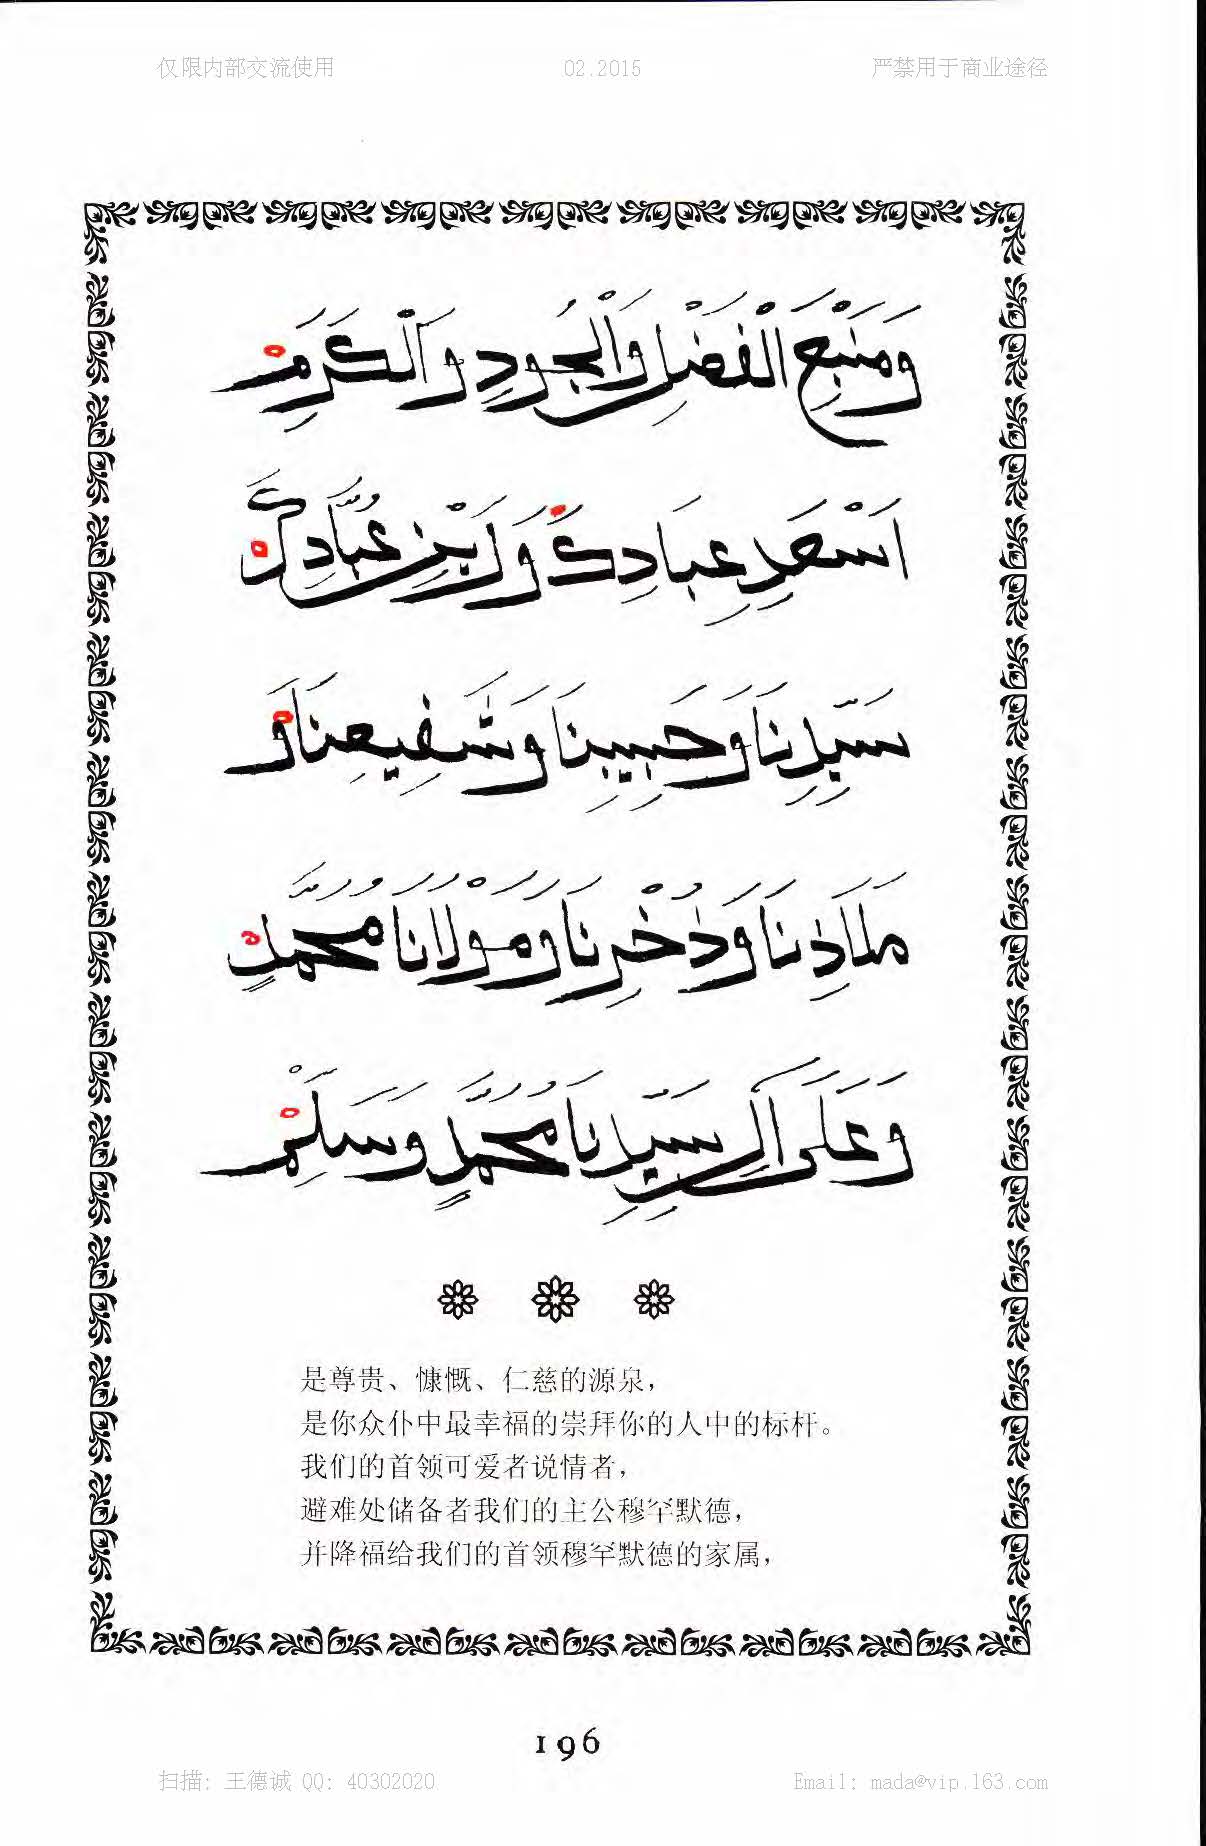 仅限内部交流使用 02.2015 严禁用于商业途径
وَمَنْبَعِ الْفَضْلِ وَالْجُودِ وَالْكَرَمِ
اَسْعَدِ عِبَادِكَ وَاَزْيَنِ عُبَّادِكَ
سَيِّدِنَا وَحَبِيبِنَا وَشَفِيعِنَا وَ
مَلَاذِنَا وَذُخْرِنَا وَمَوْلَانَا مُحَمَّدٍ
وَعَلَى آلِ سَيِّدِنَا مُحَمَّدٍ وَسَلِّمْ
是尊贵、慷慨、仁慈的源泉，
是你众仆中最幸福的崇拜你的人中的标杆。
我们的首领可爱者说情者，
避难处储备者我们的主公穆罕默德，
并降福给我们的首领穆罕默德的家属，
196
扫描: 王德诚 QQ: 40302020 Email: mada@vip.163.com